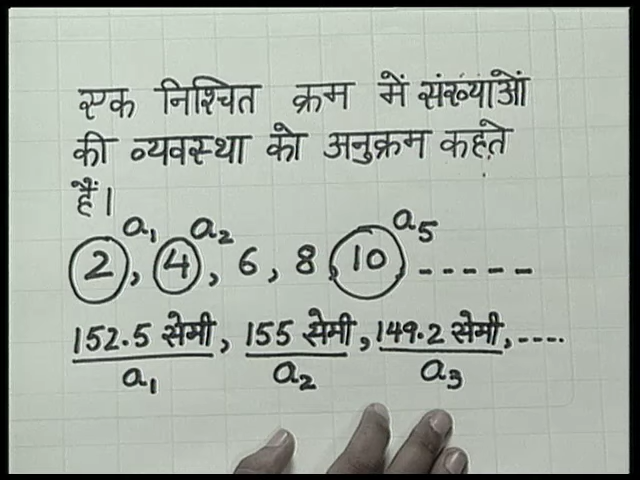 एक निश्चित क्रम में संख्याओं
की व्यवस्था को अनुक्रम कहते
हैं।
a₁ a₂ a₅
2, 4, 6, 8, 10, -----
152.5 सेमी, 155 सेमी, 149.2 सेमी, ----
a₁ a₂ a₃